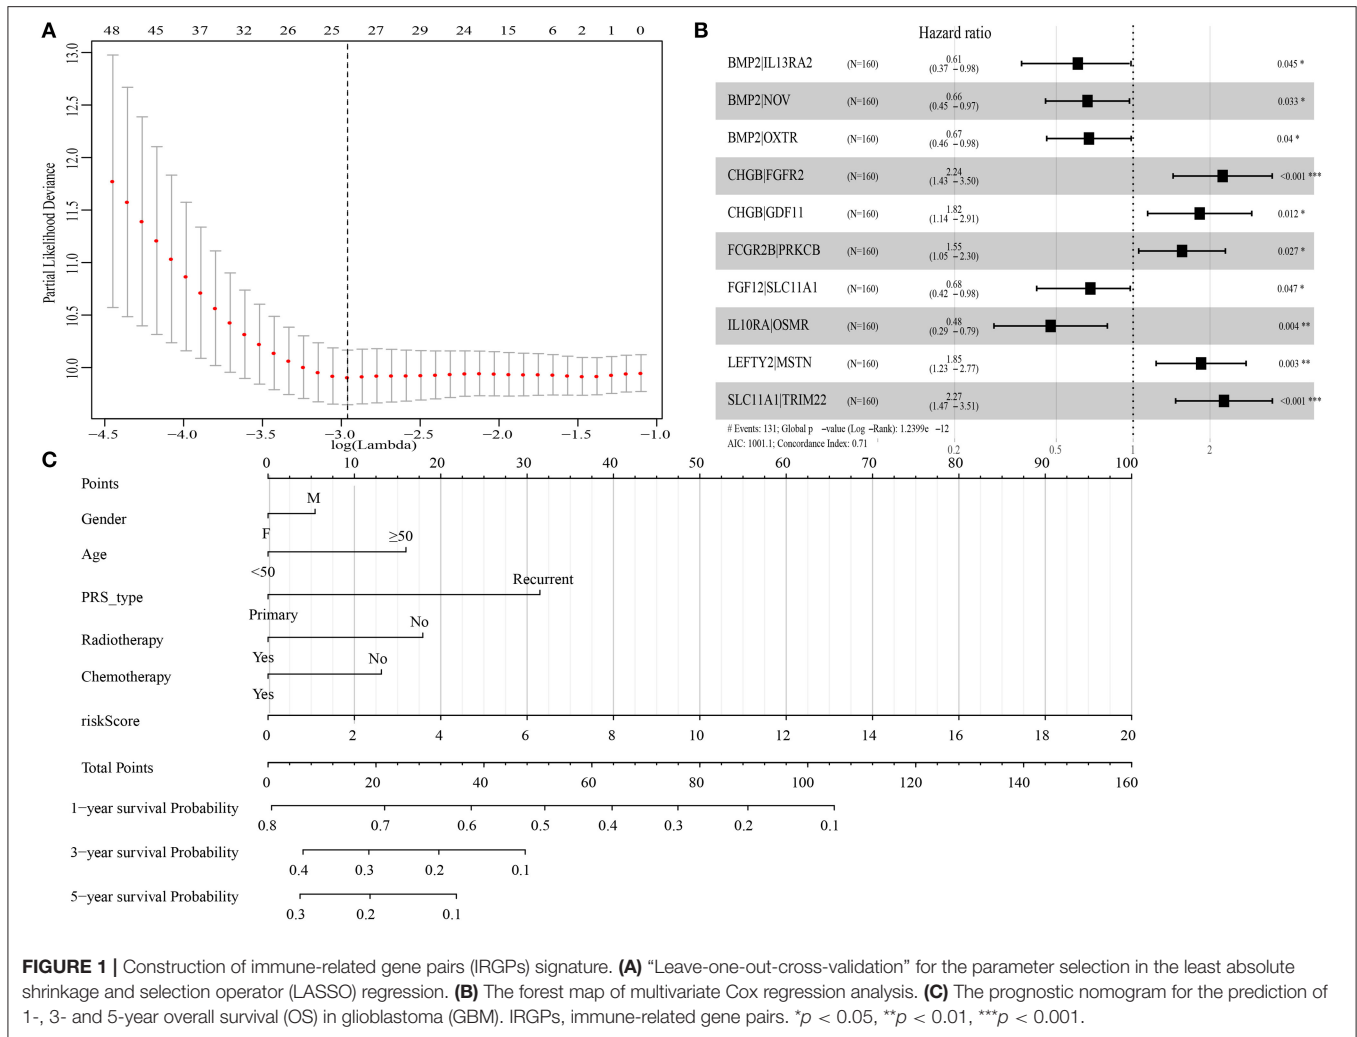 A
48 45 37 32 26 25 27 29 24 15 6 2 1 0
Partial Likelihood Deviance
13.0
12.5
12.0
11.5
11.0
10.5
10.0
−4.5 −4.0 −3.5 −3.0 −2.5 −2.0 −1.5 −1.0
log(Lambda)
B
Hazard ratio
BMP2|IL13RA2 (N=160) 0.61 (0.37 −0.98) 0.045 *
BMP2|NOV (N=160) 0.66 (0.45 −0.97) 0.033 *
BMP2|OXTR (N=160) 0.67 (0.46 −0.98) 0.04 *
CHGB|FGFR2 (N=160) 2.24 (1.43 −3.50) <0.001 ***
CHGB|GDF11 (N=160) 1.82 (1.14 −2.91) 0.012 *
FCGR2B|PRKCB (N=160) 1.55 (1.05 −2.30) 0.027 *
FGF12|SLC11A1 (N=160) 0.68 (0.42 −0.98) 0.047 *
IL10RA|OSMR (N=160) 0.48 (0.29 −0.79) 0.004 **
LEFTY2|MSTN (N=160) 1.85 (1.23 −2.77) 0.003 **
SLC11A1|TRIM22 (N=160) 2.27 (1.47 −3.51) <0.001 ***
# Events: 131; Global p −value (Log −Rank): 1.2399e −12
AIC: 1001.1; Concordance Index: 0.71
0.2 0.5 1 2
C
0 10 20 30 40 50 60 70 80 90 100
Points
M
Gender
F
≥50
Age
<50
Recurrent
PRS_type
Primary
No
Radiotherapy
Yes
No
Chemotherapy
Yes
riskScore
0 2 4 6 8 10 12 14 16 18 20
Total Points
0 20 40 60 80 100 120 140 160
1−year survival Probability
0.8 0.7 0.6 0.5 0.4 0.3 0.2 0.1
3−year survival Probability
0.4 0.3 0.2 0.1
5−year survival Probability
0.3 0.2 0.1
FIGURE 1 | Construction of immune-related gene pairs (IRGPs) signature. (A) “Leave-one-out-cross-validation” for the parameter selection in the least absolute
shrinkage and selection operator (LASSO) regression. (B) The forest map of multivariate Cox regression analysis. (C) The prognostic nomogram for the prediction of
1-, 3- and 5-year overall survival (OS) in glioblastoma (GBM). IRGPs, immune-related gene pairs. *p < 0.05, **p < 0.01, ***p < 0.001.